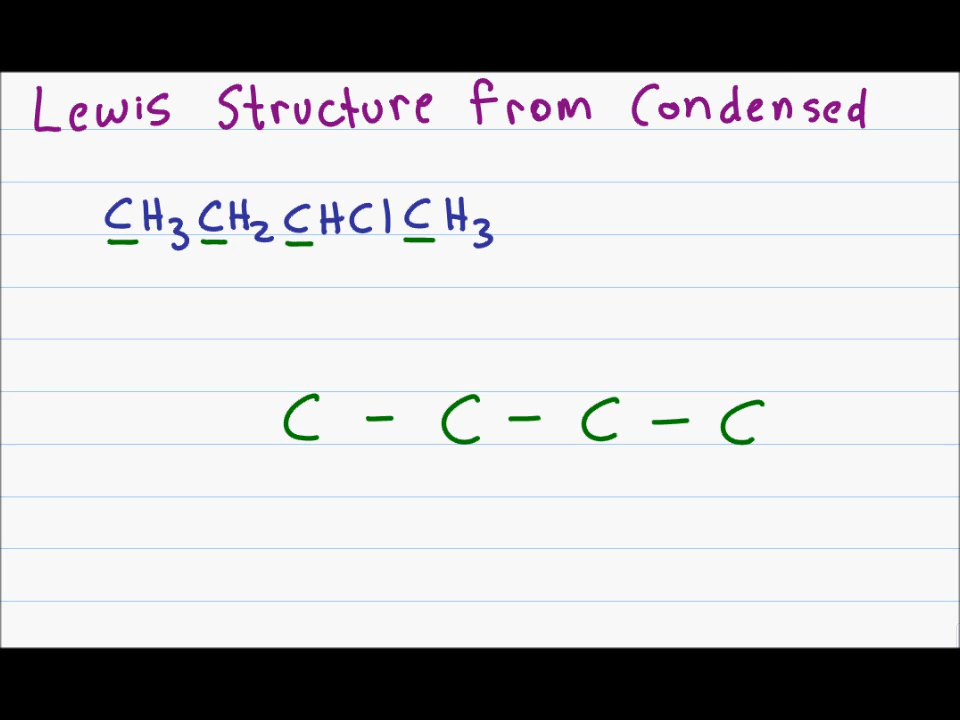 Lewis Structure from Condensed
CH₃CH₂CHClCH₃
C - C - C - C